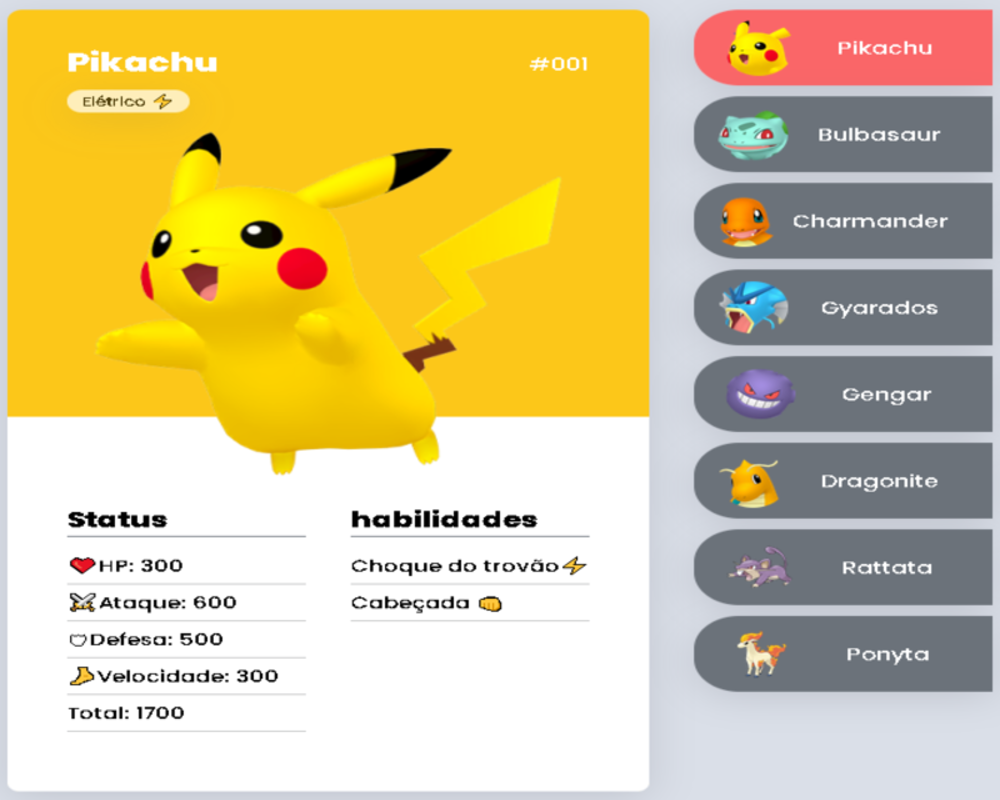 Pikachu
#001
Elétrico ⚡
Status
❤️HP: 300
⚔️Ataque: 600
🛡Defesa: 500
🦶Velocidade: 300
Total: 1700
habilidades
Choque do trovão⚡
Cabeçada 👊
Pikachu
Bulbasaur
Charmander
Gyarados
Gengar
Dragonite
Rattata
Ponyta